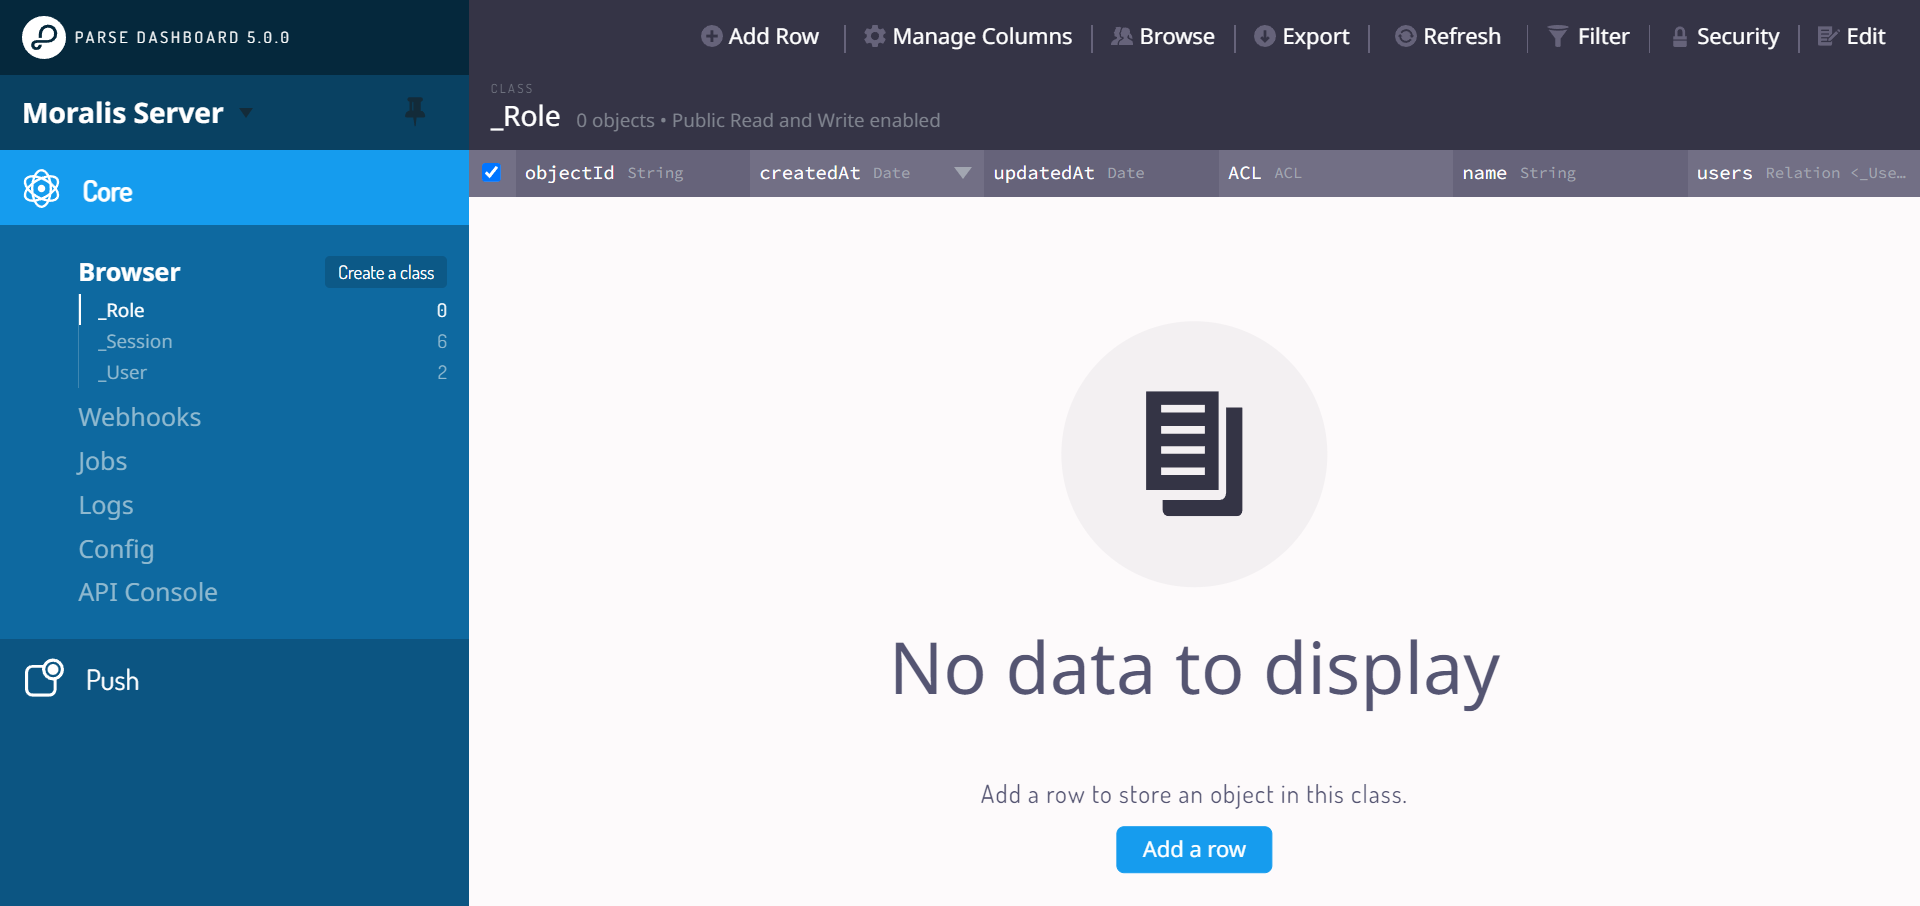 PARSE DASHBOARD 5.0.0
Moralis Server
Core
Browser Create a class
_Role 0
_Session 6
_User 2
Webhooks
Jobs
Logs
Config
API Console
Push
Add Row Manage Columns Browse Export Refresh Filter Security Edit
CLASS
_Role 0 objects • Public Read and Write enabled
objectId String createdAt Date updatedAt Date ACL ACL name String users Relation <_Use…
No data to display
Add a row to store an object in this class.
Add a row